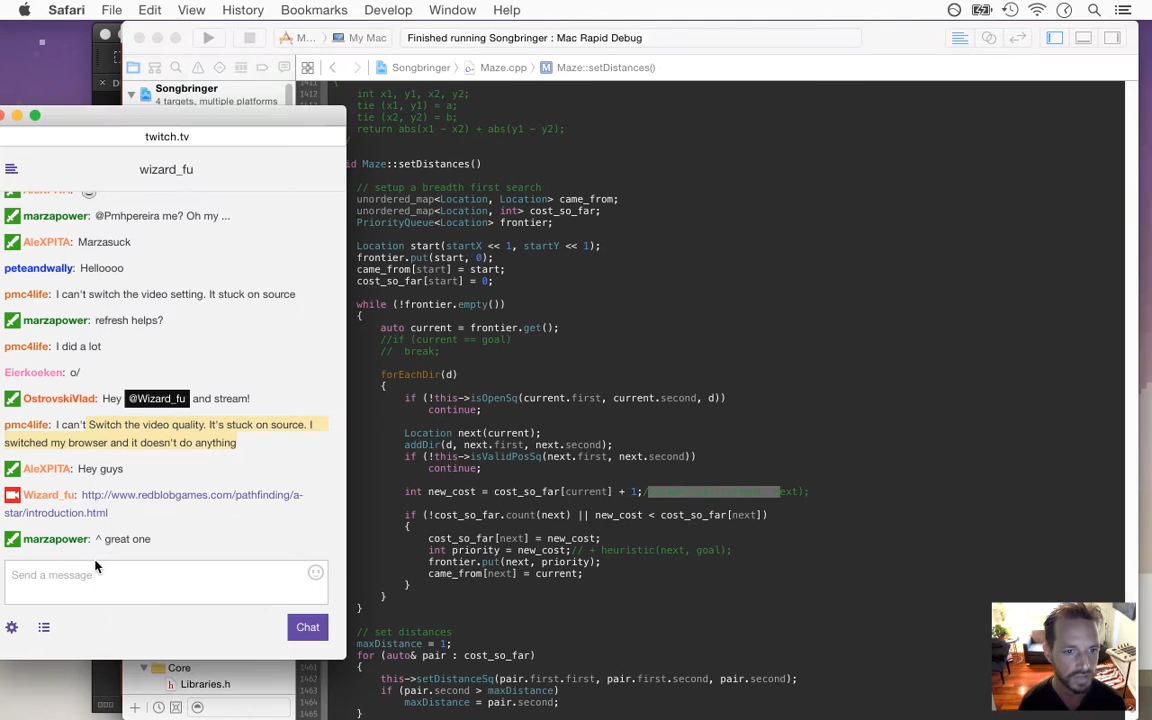 Safari File Edit View History Bookmarks Develop Window Help
M... My Mac
Finished running Songbringer : Mac Rapid Debug
Songbringer Maze.cpp Maze::setDistances()
Songbringer
4 targets, multiple platforms
twitch.tv
wizard_fu
marzapower: @Pmhpereira me? Oh my ...
AleXPITA: Marzasuck
peteandwally: Helloooo
pmc4life: I can't switch the video setting. It stuck on source
marzapower: refresh helps?
pmc4life: I did a lot
Eierkoeken: o/
OstrovskiVlad: Hey @Wizard_fu and stream!
pmc4life: I can't Switch the video quality. It's stuck on source. I
switched my browser and it doesn't do anything
AleXPITA: Hey guys
Wizard_fu: http://www.redblobgames.com/pathfinding/a-
star/introduction.html
marzapower: ^ great one
Send a message
Chat
Core
Libraries.h
{
int x1, y1, x2, y2;
tie (x1, y1) = a;
tie (x2, y2) = b;
return abs(x1 - x2) + abs(y1 - y2);
id Maze::setDistances()
// setup a breadth first search
unordered_map<Location, Location> came_from;
unordered_map<Location, int> cost_so_far;
PriorityQueue<Location> frontier;
Location start(startX << 1, startY << 1);
frontier.put(start, 0);
came_from[start] = start;
cost_so_far[start] = 0;
while (!frontier.empty())
{
auto current = frontier.get();
//if (current == goal)
//  break;
forEachDir(d)
{
if (!this->isOpenSq(current.first, current.second, d))
continue;
Location next(current);
addDir(d, next.first, next.second);
if (!this->isValidPosSq(next.first, next.second))
continue;
int new_cost = cost_so_far[current] + 1;/ ext);
if (!cost_so_far.count(next) || new_cost < cost_so_far[next])
{
cost_so_far[next] = new_cost;
int priority = new_cost;// + heuristic(next, goal);
frontier.put(next, priority);
came_from[next] = current;
}
}
}
// set distances
maxDistance = 1;
for (auto& pair : cost_so_far)
{
this->setDistanceSq(pair.first.first, pair.first.second, pair.second);
if (pair.second > maxDistance)
maxDistance = pair.second;
1461
1462
1463
1464
1465
}